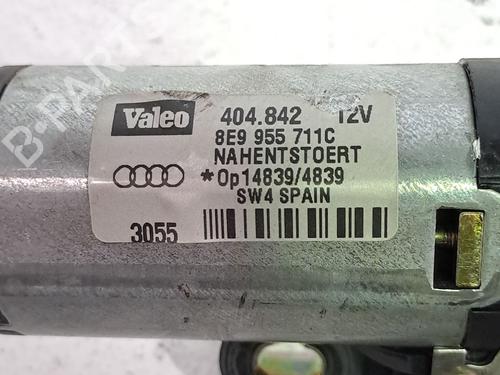 Valeo 404.842 12V
8E9 955 711C
NAHENTSTOERT
*Op14839/4839
SW4 SPAIN
3055
B-PARTS